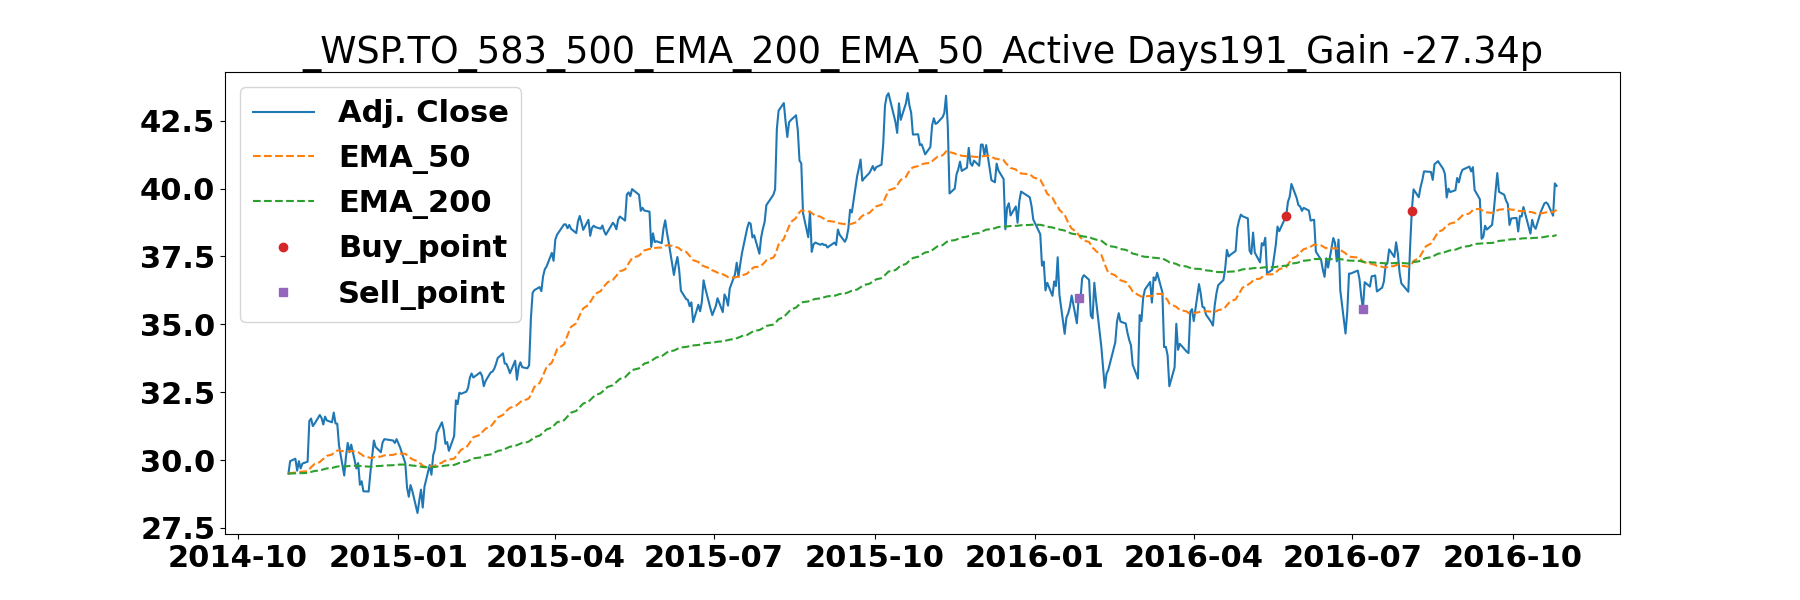 _WSP.TO_583_500_EMA_200_EMA_50_Active Days191_Gain -27.34p
Adj. Close
EMA_50
EMA_200
Buy_point
Sell_point
42.5
40.0
37.5
35.0
32.5
30.0
27.5
2014-10 2015-01 2015-04 2015-07 2015-10 2016-01 2016-04 2016-07 2016-10